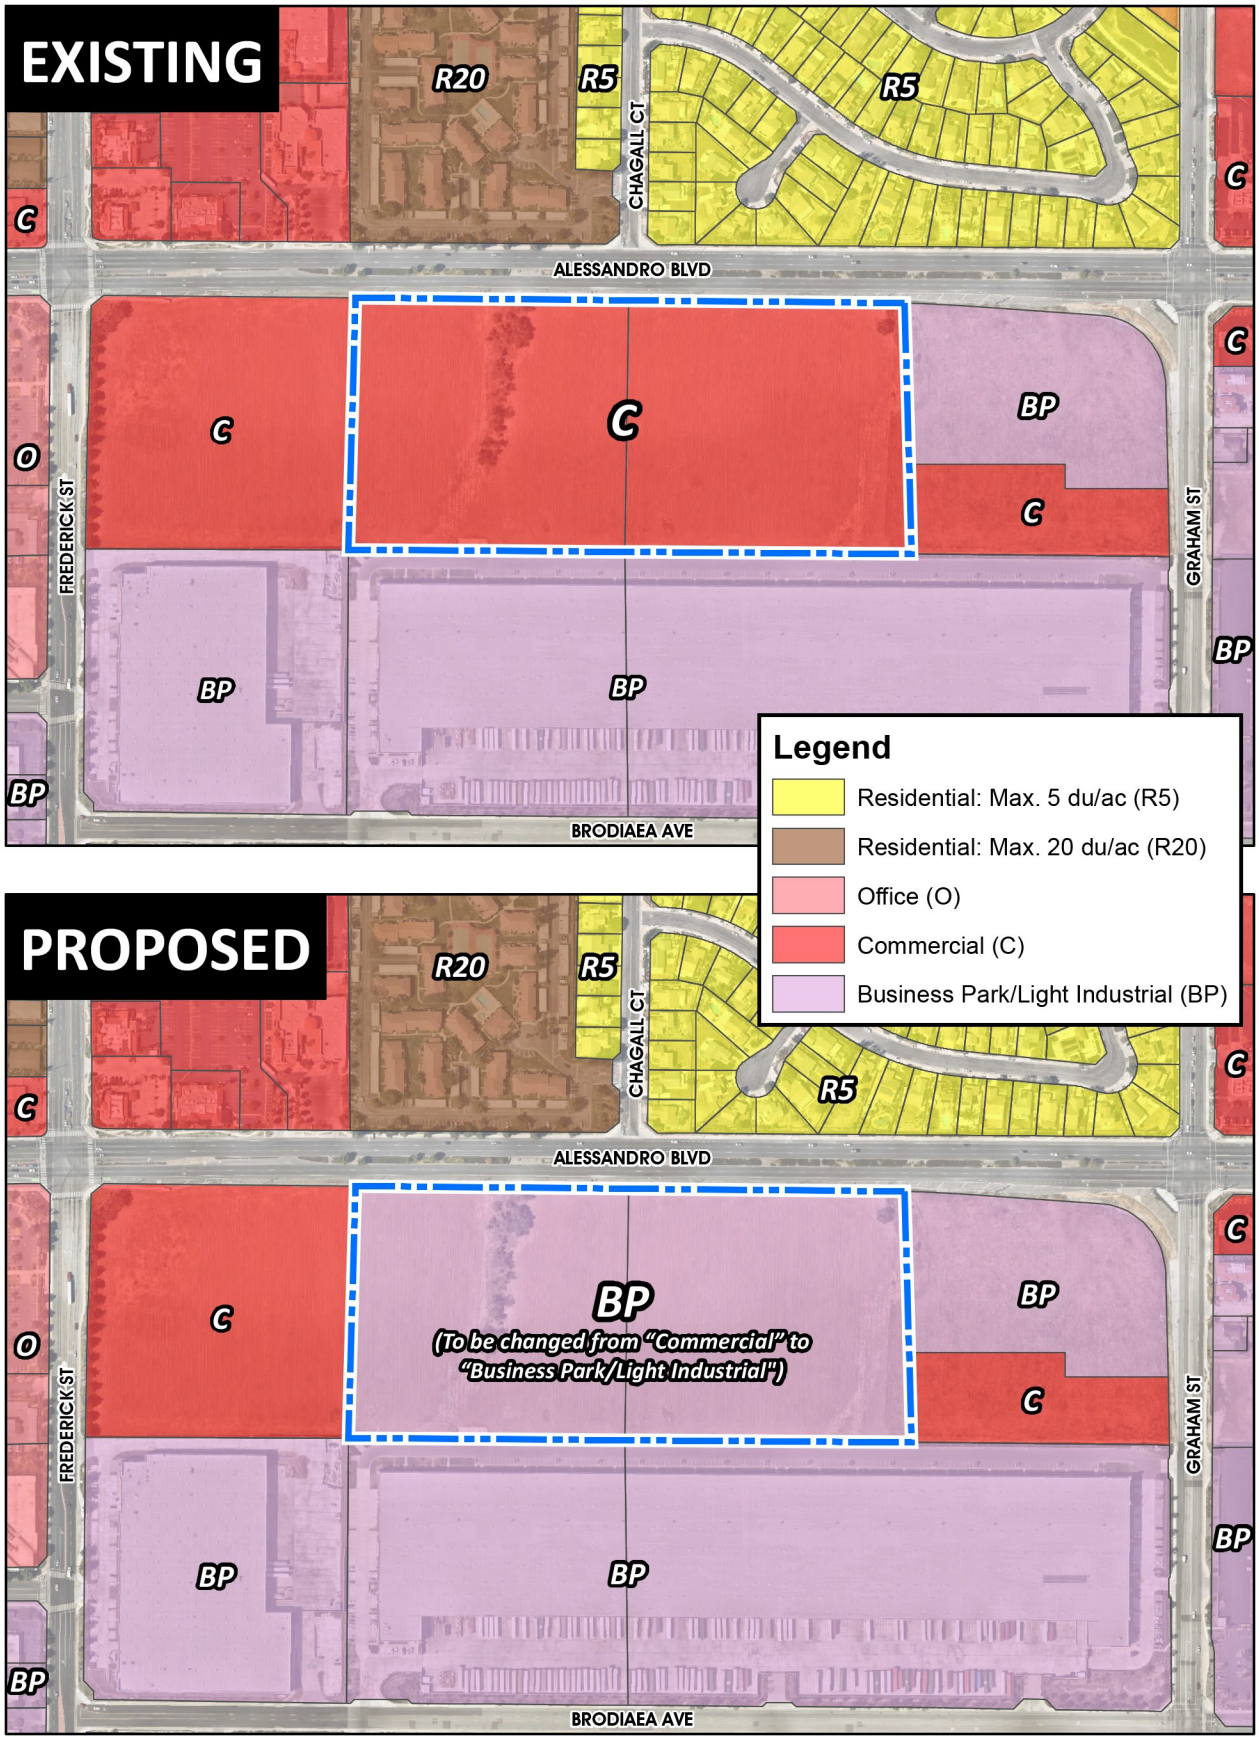 EXISTING
R20
R5
R5
CHAGALL CT
C
C
ALESSANDRO BLVD
C
C
C
BP
O
C
FREDERICK ST
GRAHAM ST
BP
BP
BP
BP
BRODIAEA AVE
Legend
Residential: Max. 5 du/ac (R5)
Residential: Max. 20 du/ac (R20)
Office (O)
Commercial (C)
Business Park/Light Industrial (BP)
PROPOSED
R20
R5
CHAGALL CT
R5
C
C
ALESSANDRO BLVD
C
C
BP
(To be changed from “Commercial” to
“Business Park/Light Industrial")
BP
O
C
FREDERICK ST
GRAHAM ST
BP
BP
BP
BP
BRODIAEA AVE